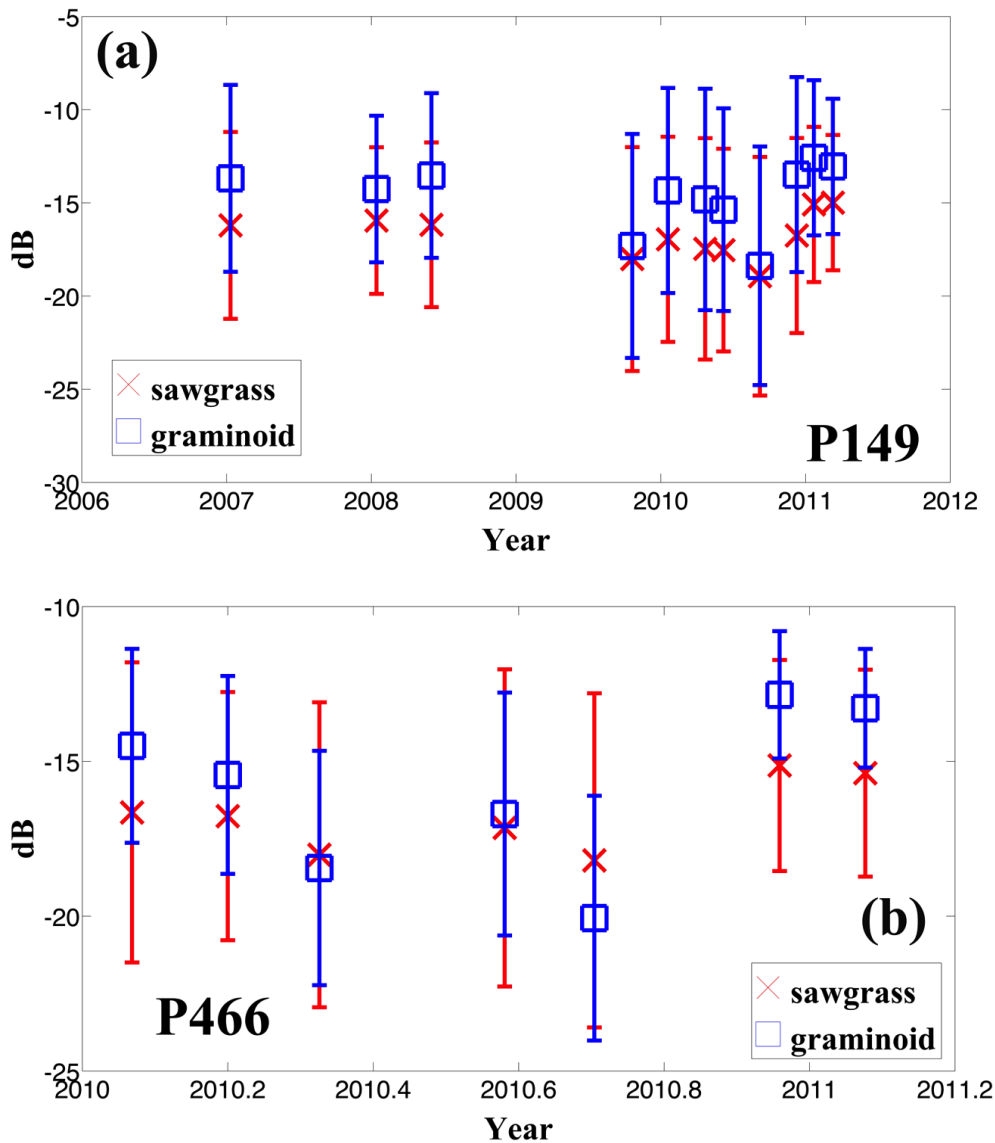 (a)
-5
-10
-15
-20
-25
-30
dB
sawgrass
graminoid
P149
2006 2007 2008 2009 2010 2011 2012
Year
-10
-15
-20
-25
dB
(b)
P466
sawgrass
graminoid
2010 2010.2 2010.4 2010.6 2010.8 2011 2011.2
Year